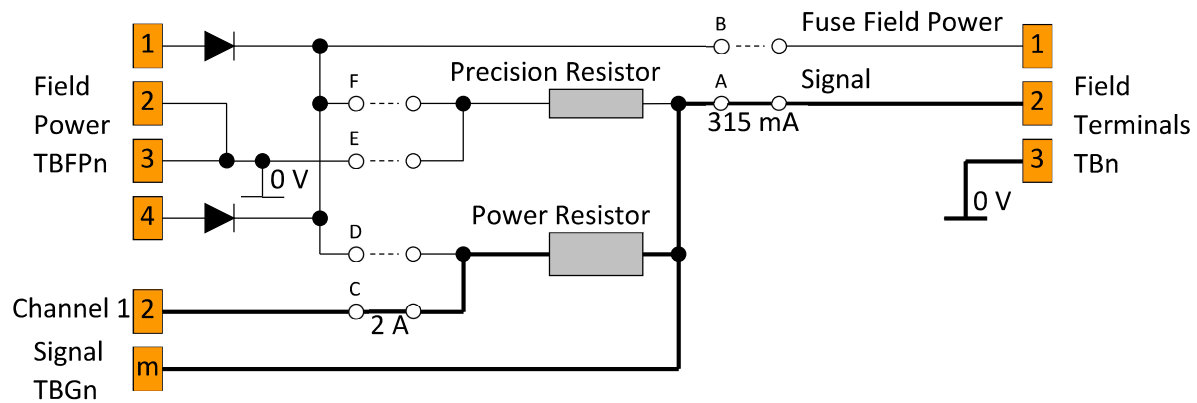 1
B
Fuse Field Power
1
Field
Power
TBFPn
2
F
Precision Resistor
A
Signal
315 mA
2
Field
Terminals
TBn
3
E
0 V
3
0 V
4
Power Resistor
D
Channel 1
2
C
2 A
Signal
TBGn
m